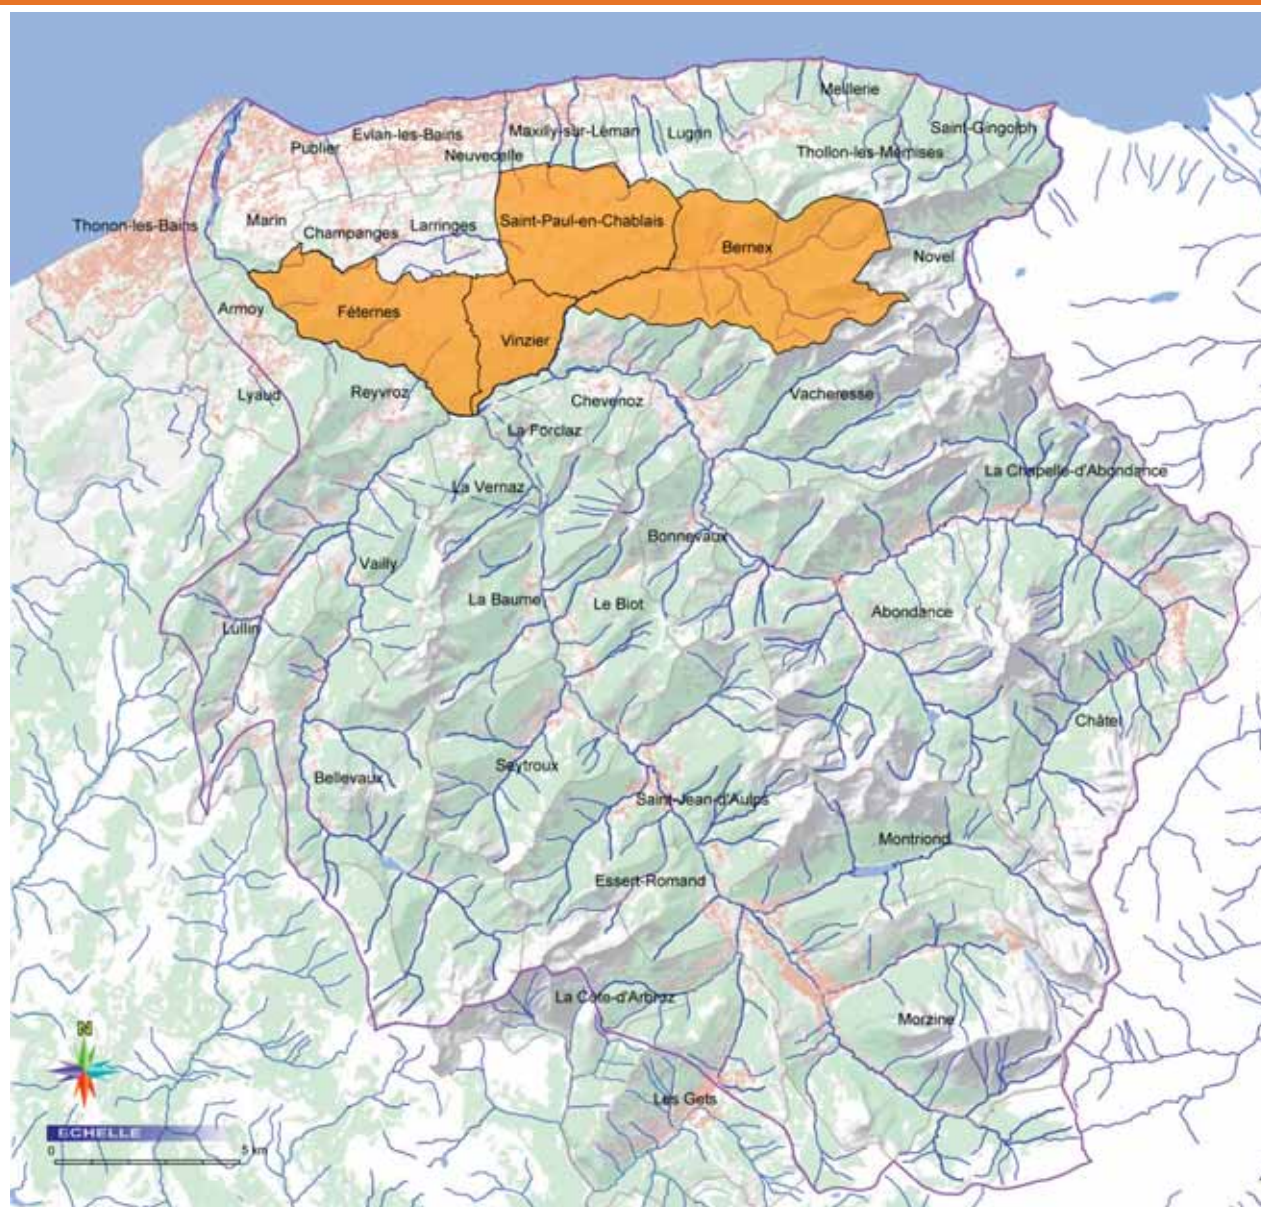 Meillerie
Saint-Gingolph
Evian-les-Bains
Maxilly-sur-Léman
Lugrin
Publier
Neuvecelle
Thollon-les-Mémises
Thonon-les-Bains
Marin
Champanges
Larringes
Saint-Paul-en-Chablais
Bernex
Novel
Armoy
Féternes
Vinzier
Lyaud
Reyvroz
Chevenoz
Vacheresse
La Forclaz
La Vernaz
La Chapelle-d'Abondance
Bonnevaux
Vailly
La Baume
Le Biot
Abondance
Lullin
Châtel
Bellevaux
Seytroux
Saint-Jean-d'Aulps
Montriond
Essert-Romand
La Côte-d'Arbroz
Morzine
Les Gets
N
ECHELLE
0 5 km